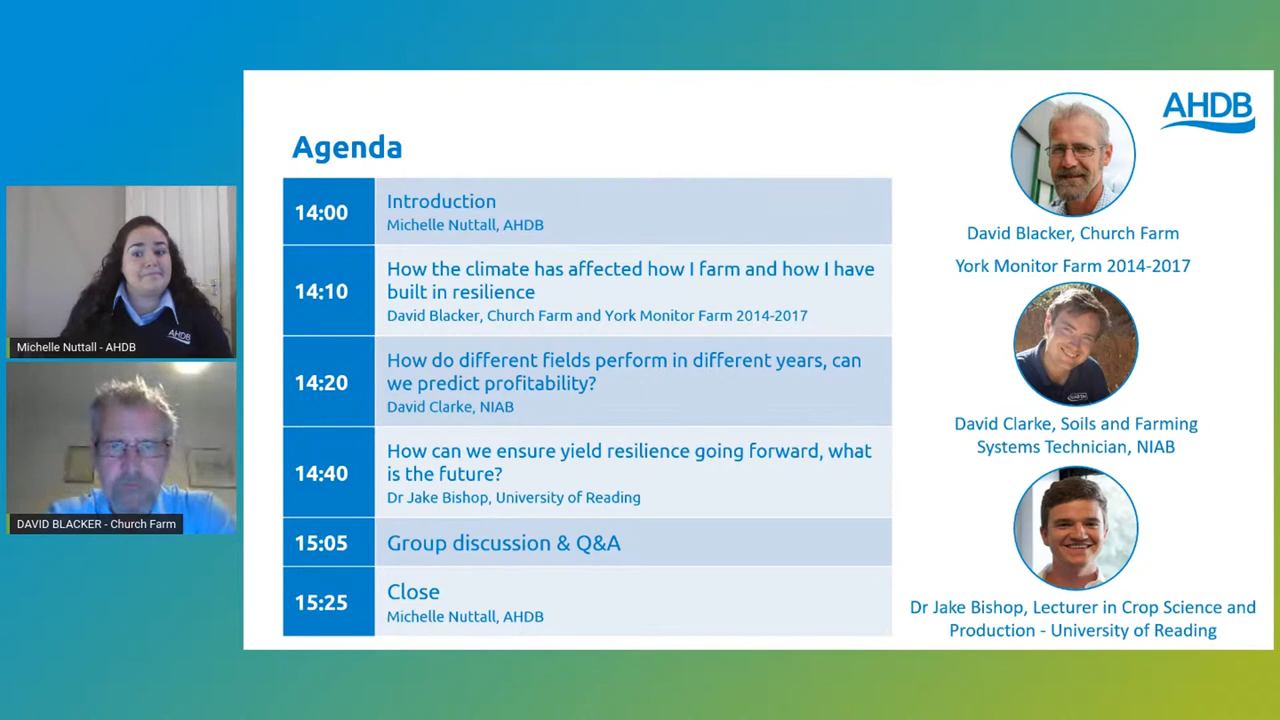 Agenda
14:00
Introduction
Michelle Nuttall, AHDB
14:10
How the climate has affected how I farm and how I have
built in resilience
David Blacker, Church Farm and York Monitor Farm 2014-2017
14:20
How do different fields perform in different years, can
we predict profitability?
David Clarke, NIAB
14:40
How can we ensure yield resilience going forward, what
is the future?
Dr Jake Bishop, University of Reading
15:05
Group discussion & Q&A
15:25
Close
Michelle Nuttall, AHDB
AHDB
David Blacker, Church Farm
York Monitor Farm 2014-2017
David Clarke, Soils and Farming
Systems Technician, NIAB
Dr Jake Bishop, Lecturer in Crop Science and
Production - University of Reading
AHDB
Michelle Nuttall - AHDB
DAVID BLACKER - Church Farm